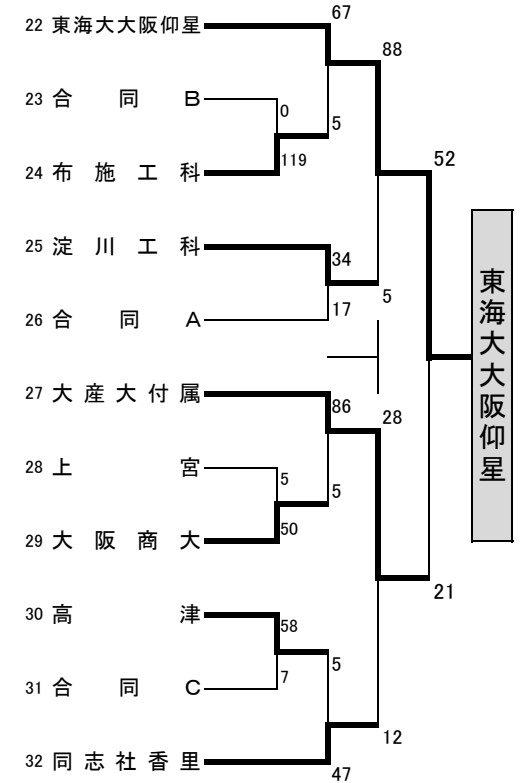 67
22 東海大大阪仰星
88
23 合同B
0
5
119
24 布施工科
52
25 淀川工科
34
5
17
26 合同A
東海大大阪仰星
27 大産大付属
86
28
28 上宮
5
5
50
29 大阪商大
21
30 高津
58
5
7
31 合同C
12
32 同志社香里
47